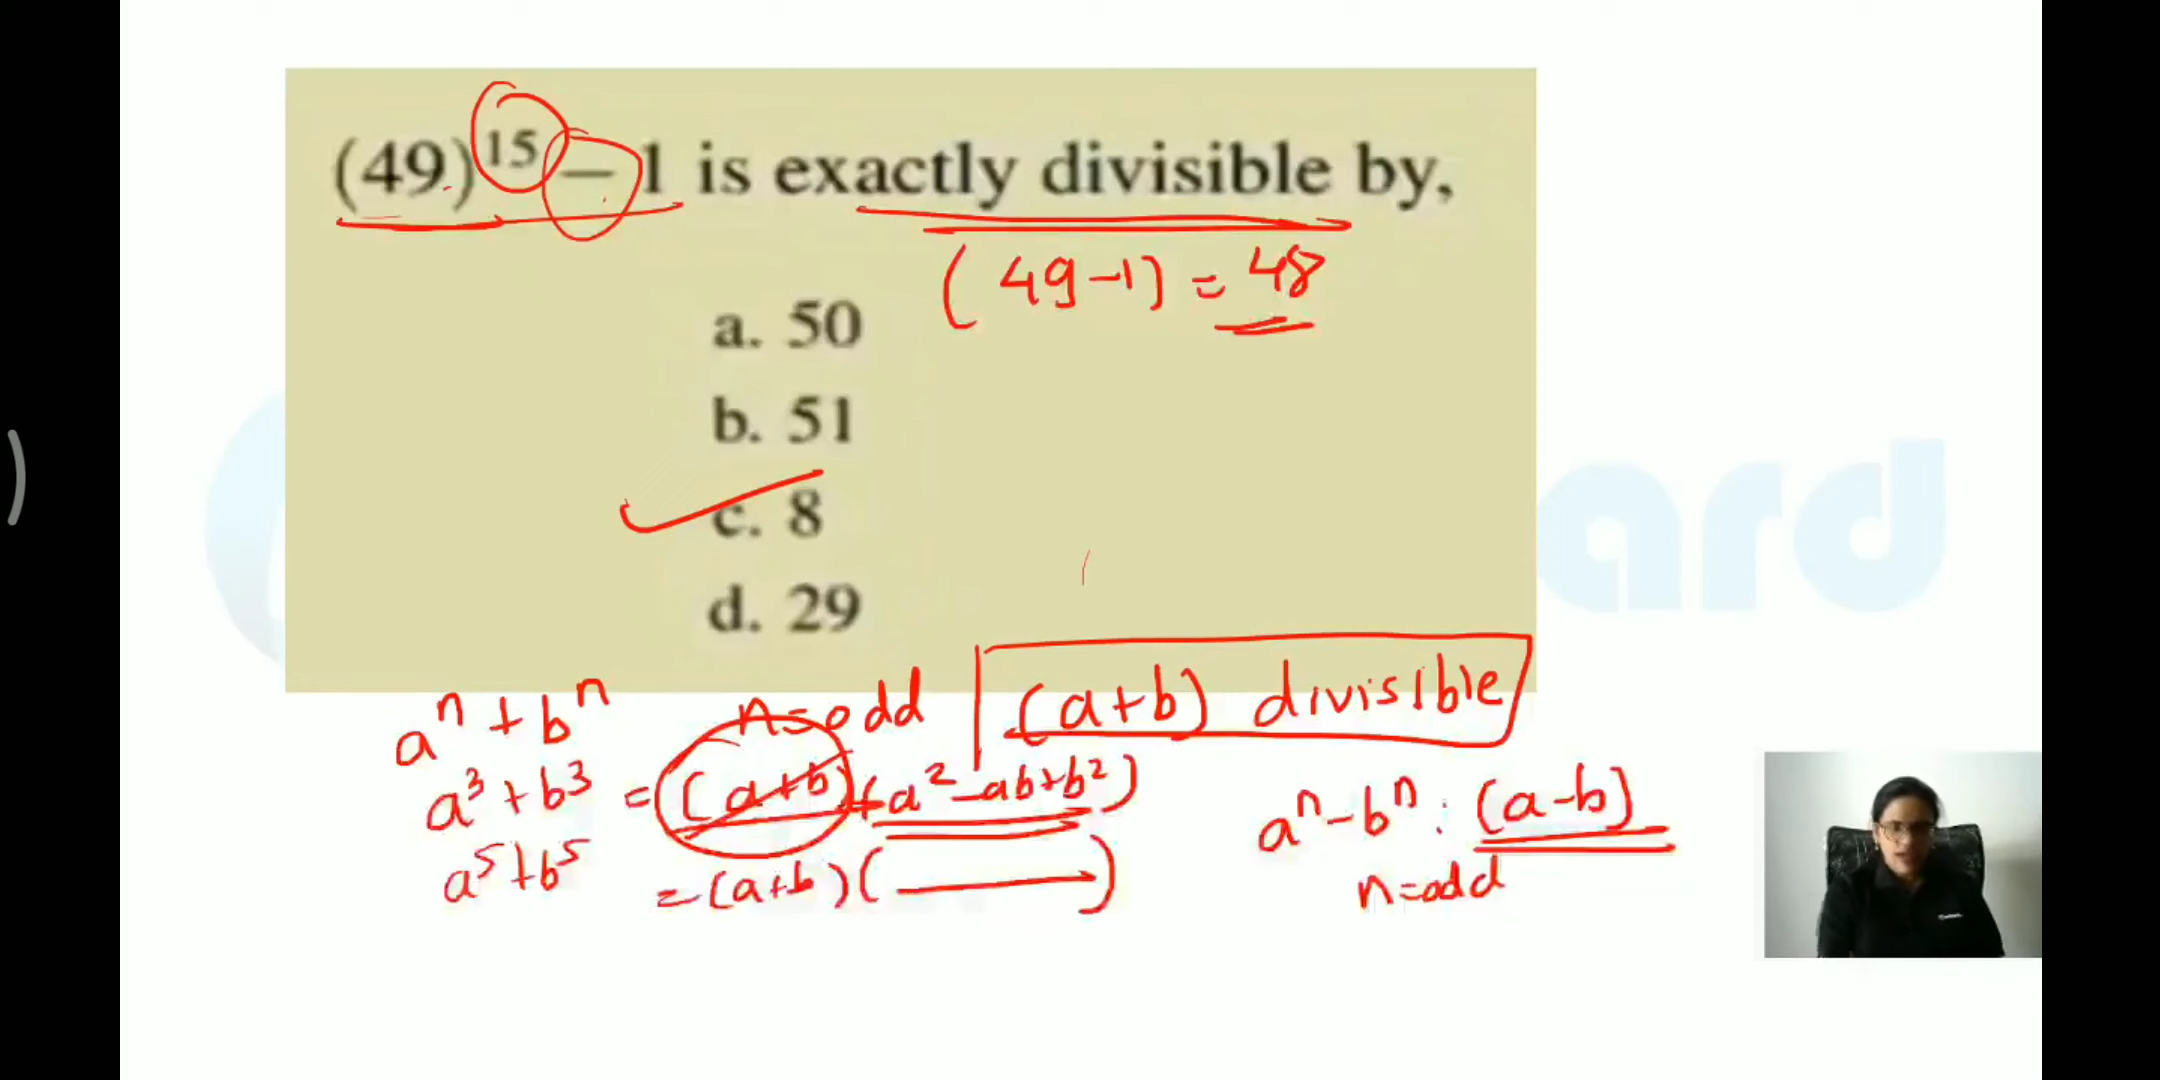 (49)¹⁵ – 1 is exactly divisible by,
(49-1) = 48
a. 50
b. 51
c. 8
d. 29
aⁿ + bⁿ n=odd | (a+b) divisible
a³ + b³ = (a+b) (a² - ab + b²)
aⁿ - bⁿ : (a-b)
a⁵ + b⁵ = (a+b) ( )
n=odd